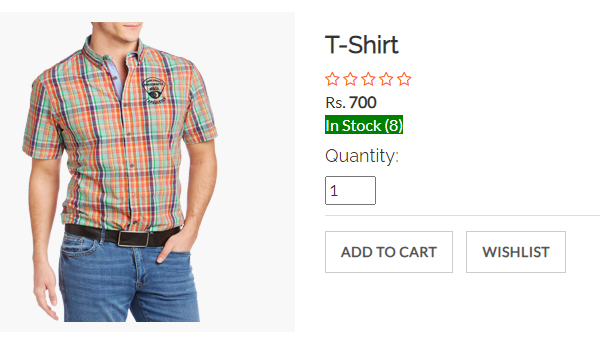 T-Shirt
Rs. 700
In Stock (8)
Quantity:
1
ADD TO CART
WISHLIST